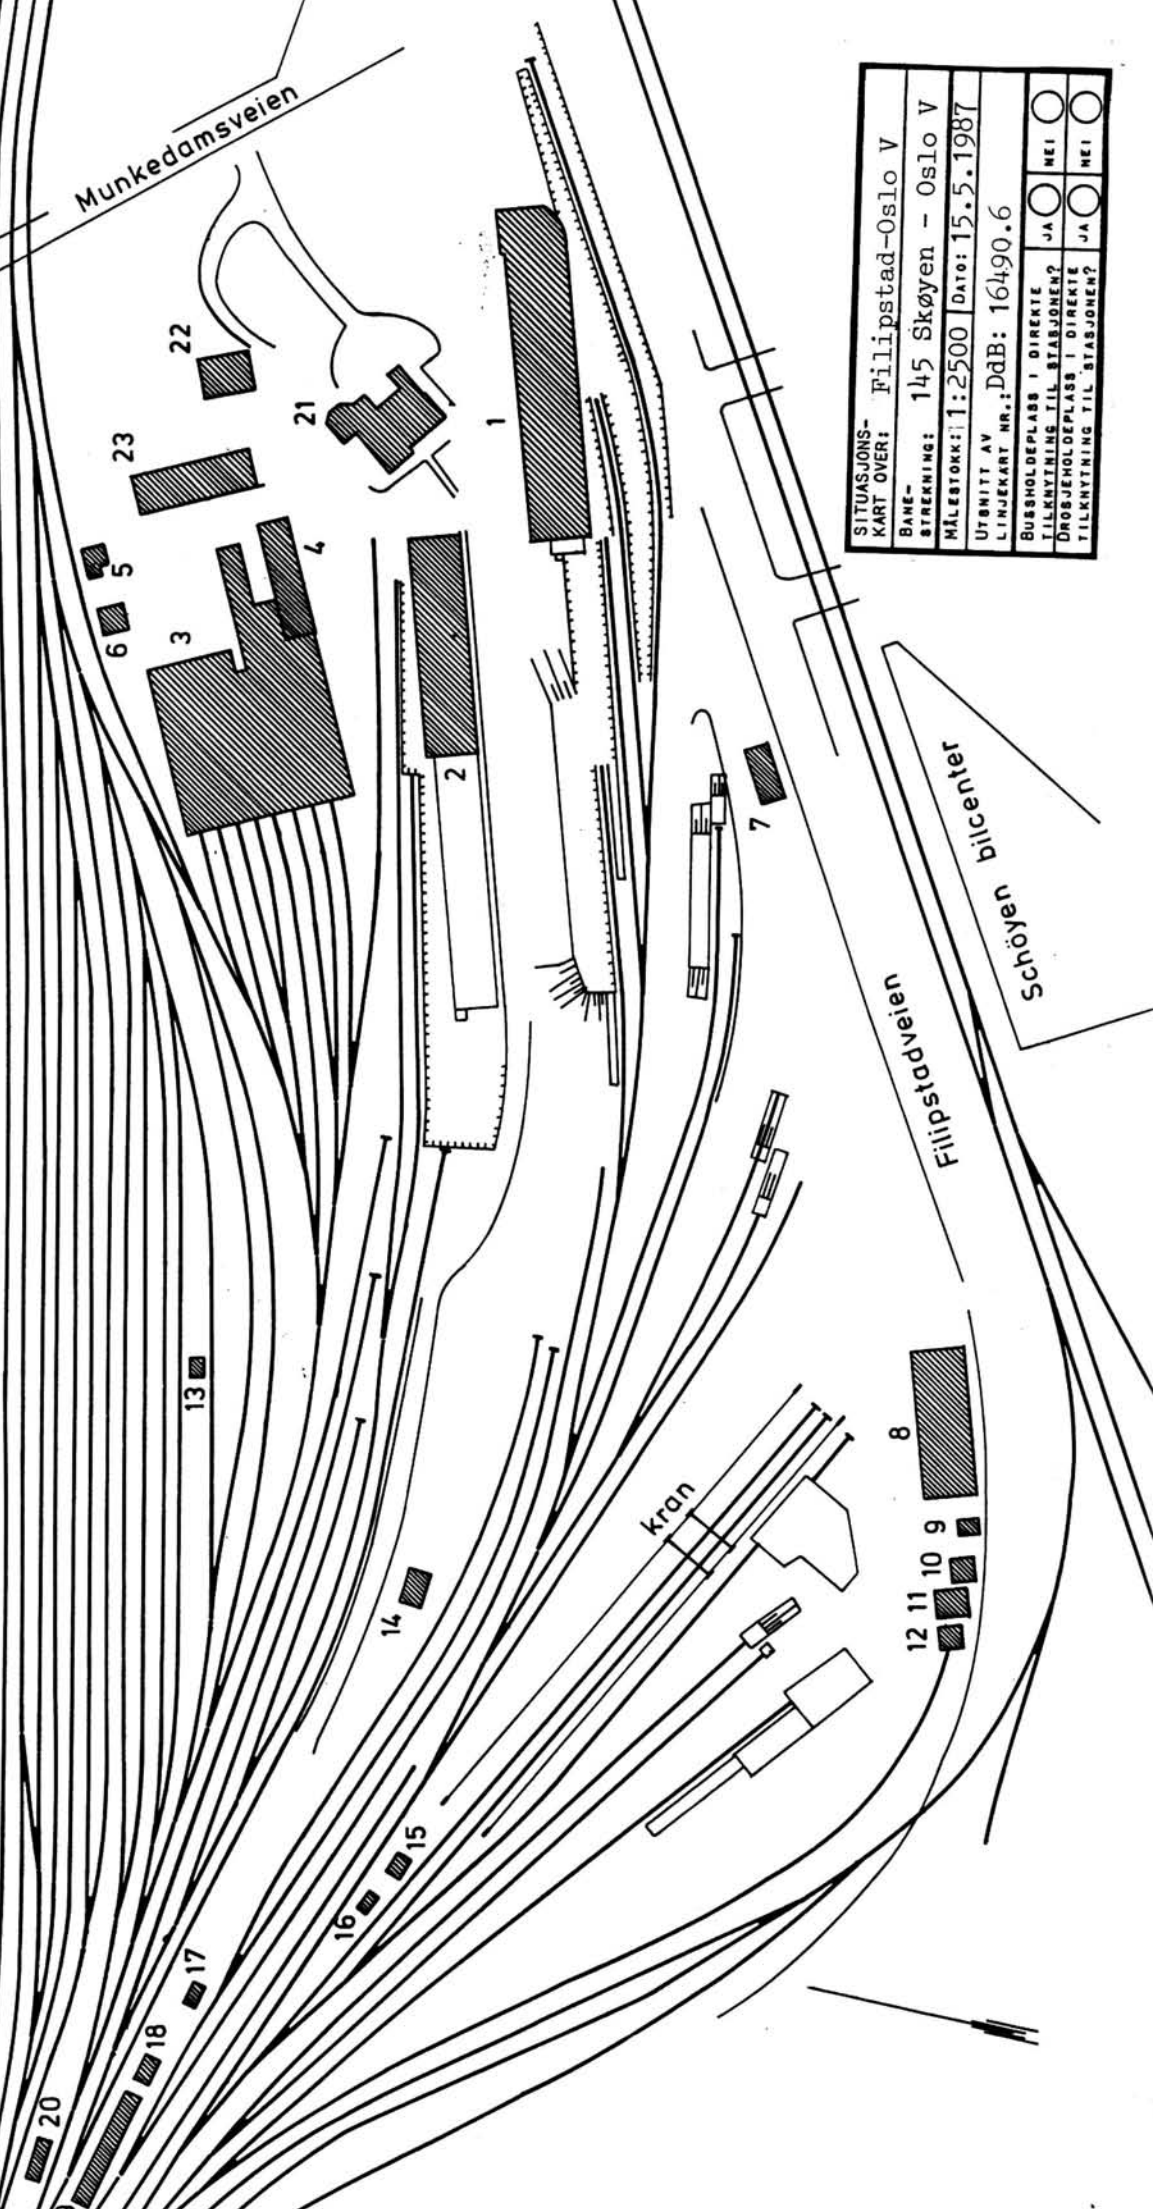 Munkedamsveien
22
23
21
1
5
4
6
3
2
7
SITUASJONS-
KART OVER: Filipstad-Oslo V
BANE-
STREKNING: 145 Skøyen - Oslo V
MÅLESTOKK: 1:2500 DATO: 15.5.1987
UTSNITT AV
LINJEKART NR.: DdB: 16490.6
BUSSHOLDEPLASS I DIREKTE
TILKNYTNING TIL STASJONEN? JA NEI
DROSJEHOLDEPLASS I DIREKTE
TILKNYTNING TIL STASJONEN? JA NEI
Schöyen bilcenter
Filipstadveien
13
8
kran
9
10
11
12
14
15
16
17
18
20